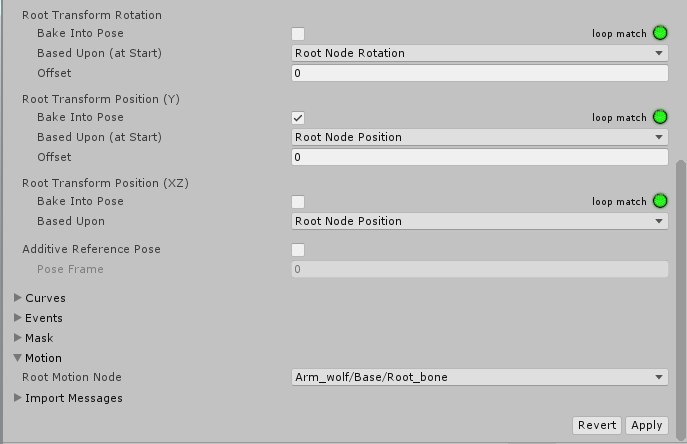 Root Transform Rotation
Bake Into Pose loop match
Based Upon (at Start) Root Node Rotation
Offset 0
Root Transform Position (Y)
Bake Into Pose loop match
Based Upon (at Start) Root Node Position
Offset 0
Root Transform Position (XZ)
Bake Into Pose loop match
Based Upon Root Node Position
Additive Reference Pose
Pose Frame 0
Curves
Events
Mask
Motion
Root Motion Node Arm_wolf/Base/Root_bone
Import Messages
Revert Apply